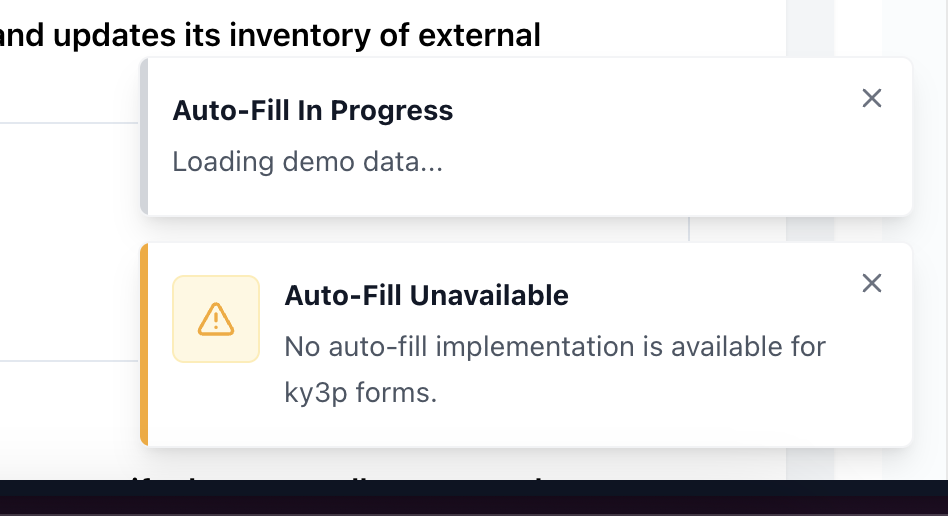 and updates its inventory of external
Auto-Fill In Progress
Loading demo data...
Auto-Fill Unavailable
No auto-fill implementation is available for
ky3p forms.